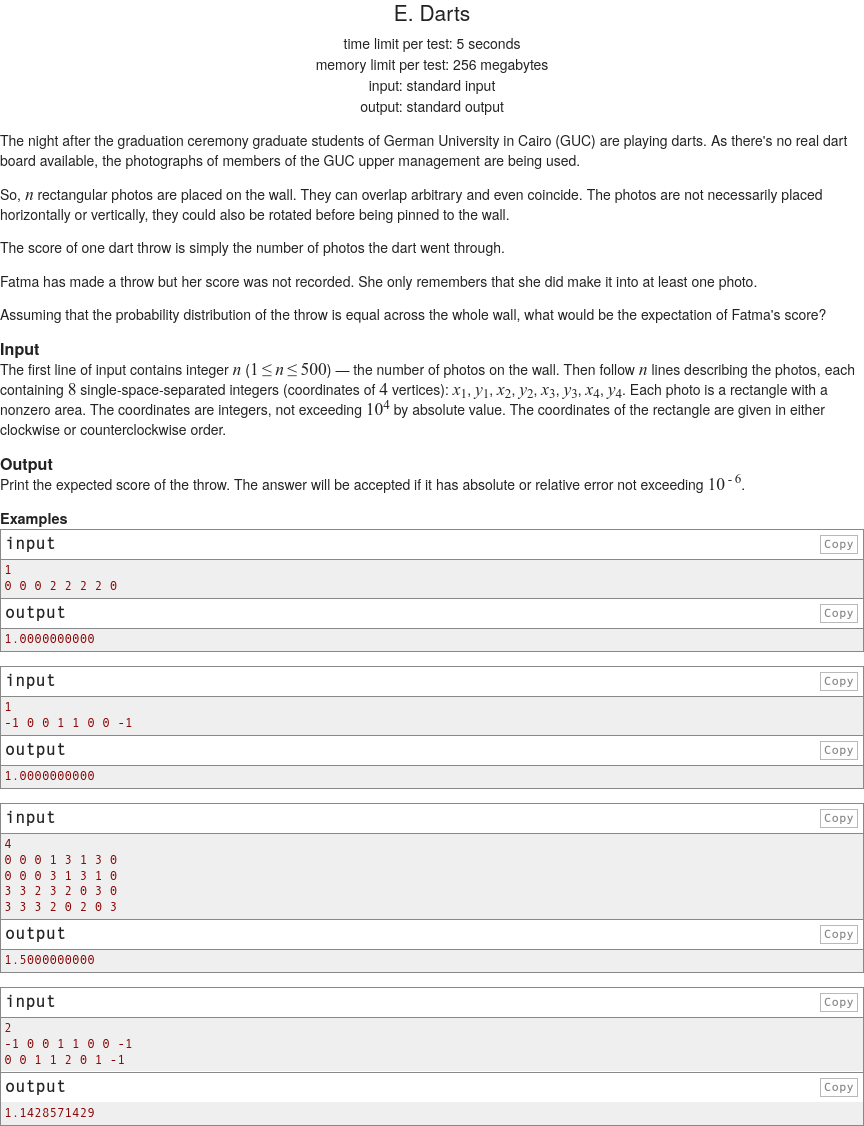 E. Darts
time limit per test: 5 seconds
memory limit per test: 256 megabytes
input: standard input
output: standard output
The night after the graduation ceremony graduate students of German University in Cairo (GUC) are playing darts. As there's no real dart
board available, the photographs of members of the GUC upper management are being used.
So, n rectangular photos are placed on the wall. They can overlap arbitrary and even coincide. The photos are not necessarily placed
horizontally or vertically, they could also be rotated before being pinned to the wall.
The score of one dart throw is simply the number of photos the dart went through.
Fatma has made a throw but her score was not recorded. She only remembers that she did make it into at least one photo.
Assuming that the probability distribution of the throw is equal across the whole wall, what would be the expectation of Fatma's score?
Input
The first line of input contains integer n (1 ≤ n ≤ 500) — the number of photos on the wall. Then follow n lines describing the photos, each
containing 8 single-space-separated integers (coordinates of 4 vertices): x1, y1, x2, y2, x3, y3, x4, y4. Each photo is a rectangle with a
nonzero area. The coordinates are integers, not exceeding 10^4 by absolute value. The coordinates of the rectangle are given in either
clockwise or counterclockwise order.
Output
Print the expected score of the throw. The answer will be accepted if it has absolute or relative error not exceeding 10^-6.
Examples
input Copy
1
0 0 0 2 2 2 2 0
output Copy
1.0000000000
input Copy
1
-1 0 0 1 1 0 0 -1
output Copy
1.0000000000
input Copy
4
0 0 0 1 3 1 3 0
0 0 0 3 1 3 1 0
3 3 2 3 2 0 3 0
3 3 3 2 0 2 0 3
output Copy
1.5000000000
input Copy
2
-1 0 0 1 1 0 0 -1
0 0 1 1 2 0 1 -1
output Copy
1.1428571429